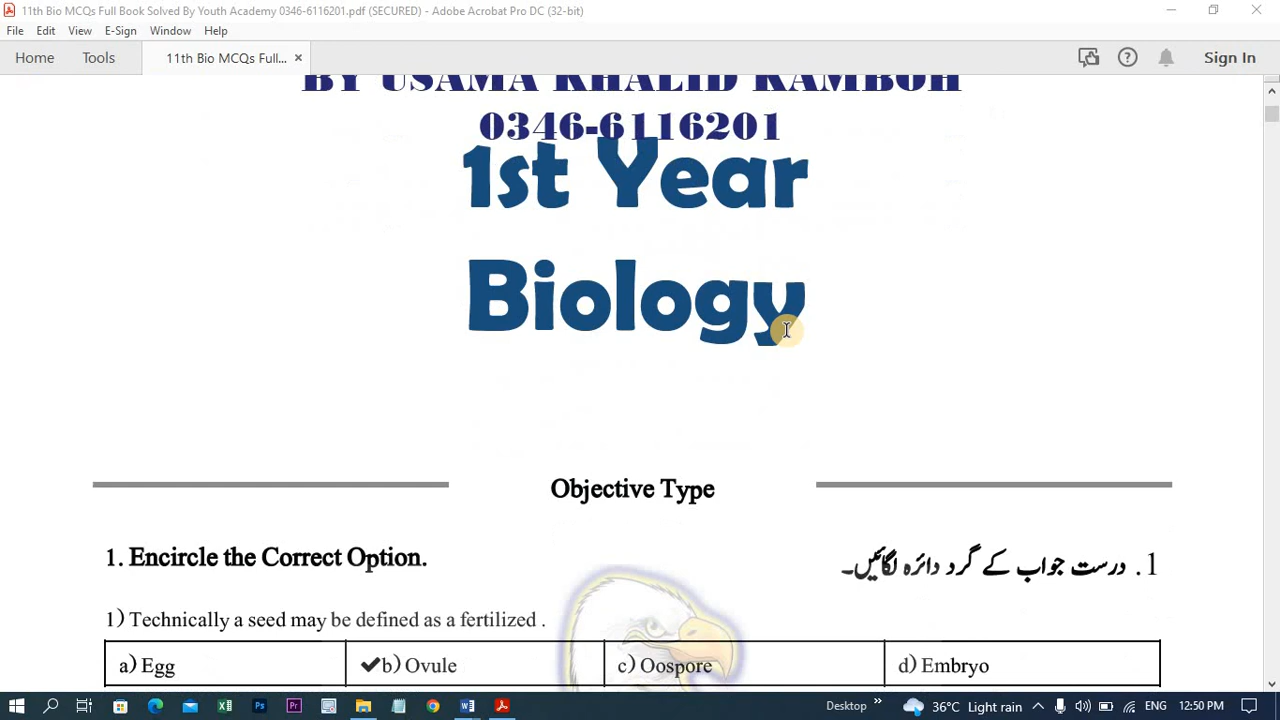 11th Bio MCQs Full Book Solved By Youth Academy 0346-6116201.pdf (SECURED) - Adobe Acrobat Pro DC (32-bit)
File Edit View E-Sign Window Help
Home Tools 11th Bio MCQs Full... × Sign In
BY USAMA KHALID KAMBOH
0346-6116201
1st Year
Biology
Objective Type
1. Encircle the Correct Option.
1. درست جواب کے گرد دائرہ لگائیں۔
1) Technically a seed may be defined as a fertilized .
a) Egg ✔b) Ovule c) Oospore d) Embryo
Desktop 36°C Light rain ENG 12:50 PM